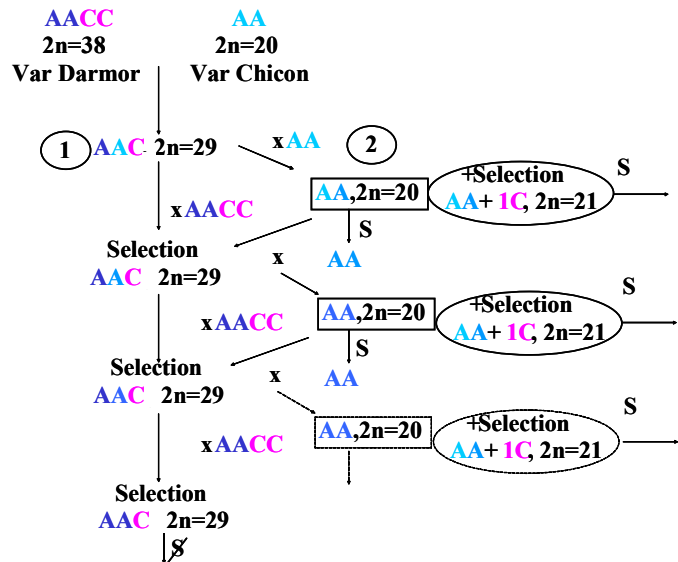 AACC
2n=38
Var Darmor
AA
2n=20
Var Chicon
1
AAC 2n=29
x AA
2
x AACC
AA,2n=20
+Selection
AA+ 1C, 2n=21
S
S
AA
Selection
AAC 2n=29
x
x AACC
AA,2n=20
+Selection
AA+ 1C, 2n=21
S
S
AA
Selection
AAC 2n=29
x
x AACC
AA,2n=20
+Selection
AA+ 1C, 2n=21
S
Selection
AAC 2n=29
S